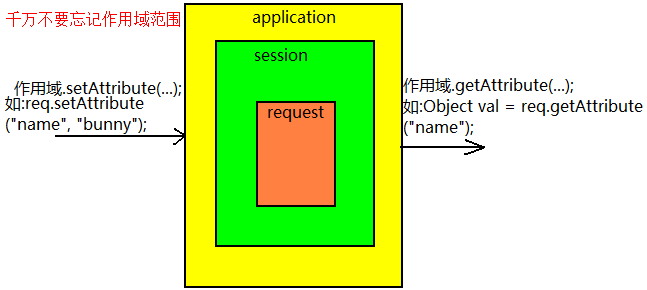 千万不要忘记作用域范围
application
session
request
作用域.setAttribute(...);
如:req.setAttribute
("name", "bunny");
作用域.getAttribute(...);
如:Object val = req.getAttribute
("name");